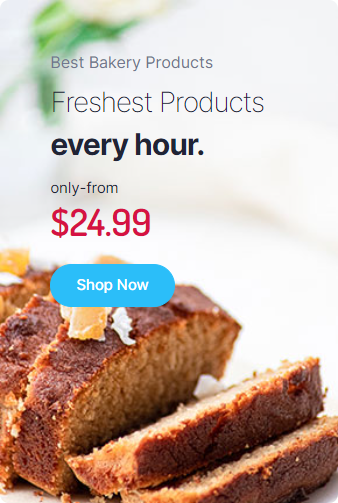 Best Bakery Products
Freshest Products
every hour.
only-from
$24.99
Shop Now